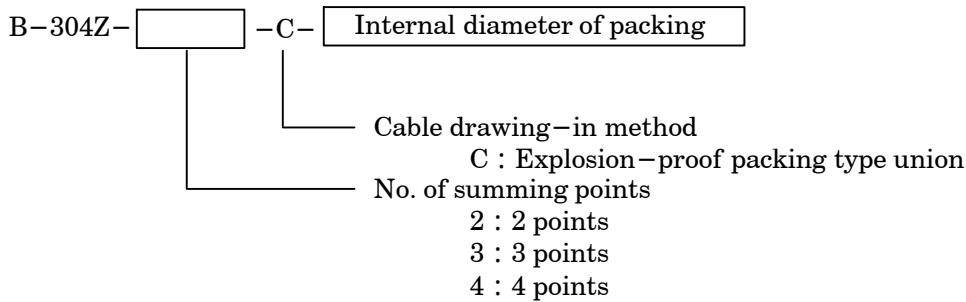 B-304Z- -C- Internal diameter of packing
Cable drawing-in method
C : Explosion-proof packing type union
No. of summing points
2 : 2 points
3 : 3 points
4 : 4 points